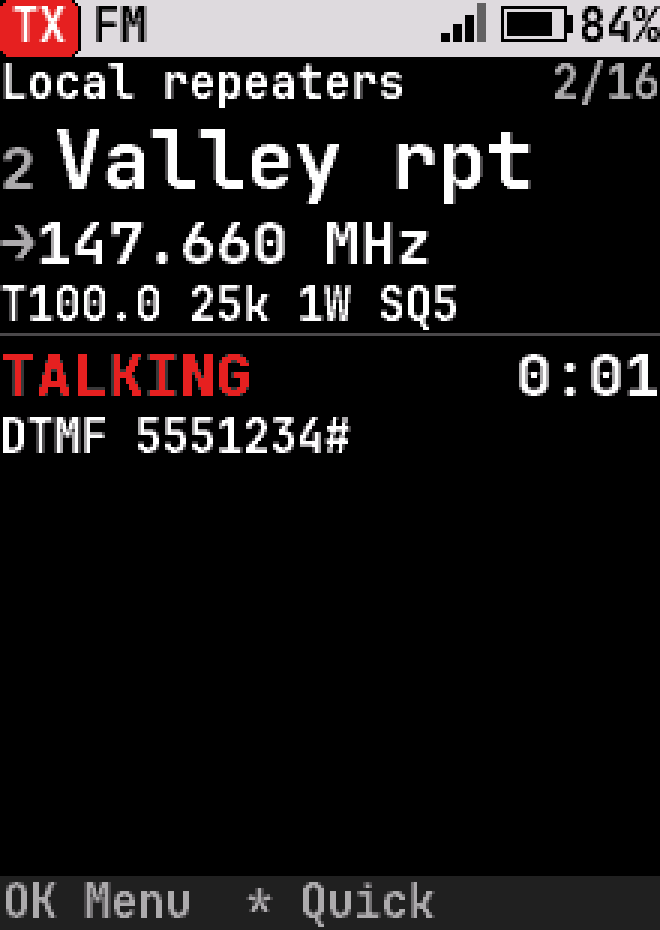 TX FM 84%
Local repeaters 2/16
2 Valley rpt
→147.660 MHz
T100.0 25k 1W SQ5
TALKING 0:01
DTMF 5551234#
OK Menu * Quick